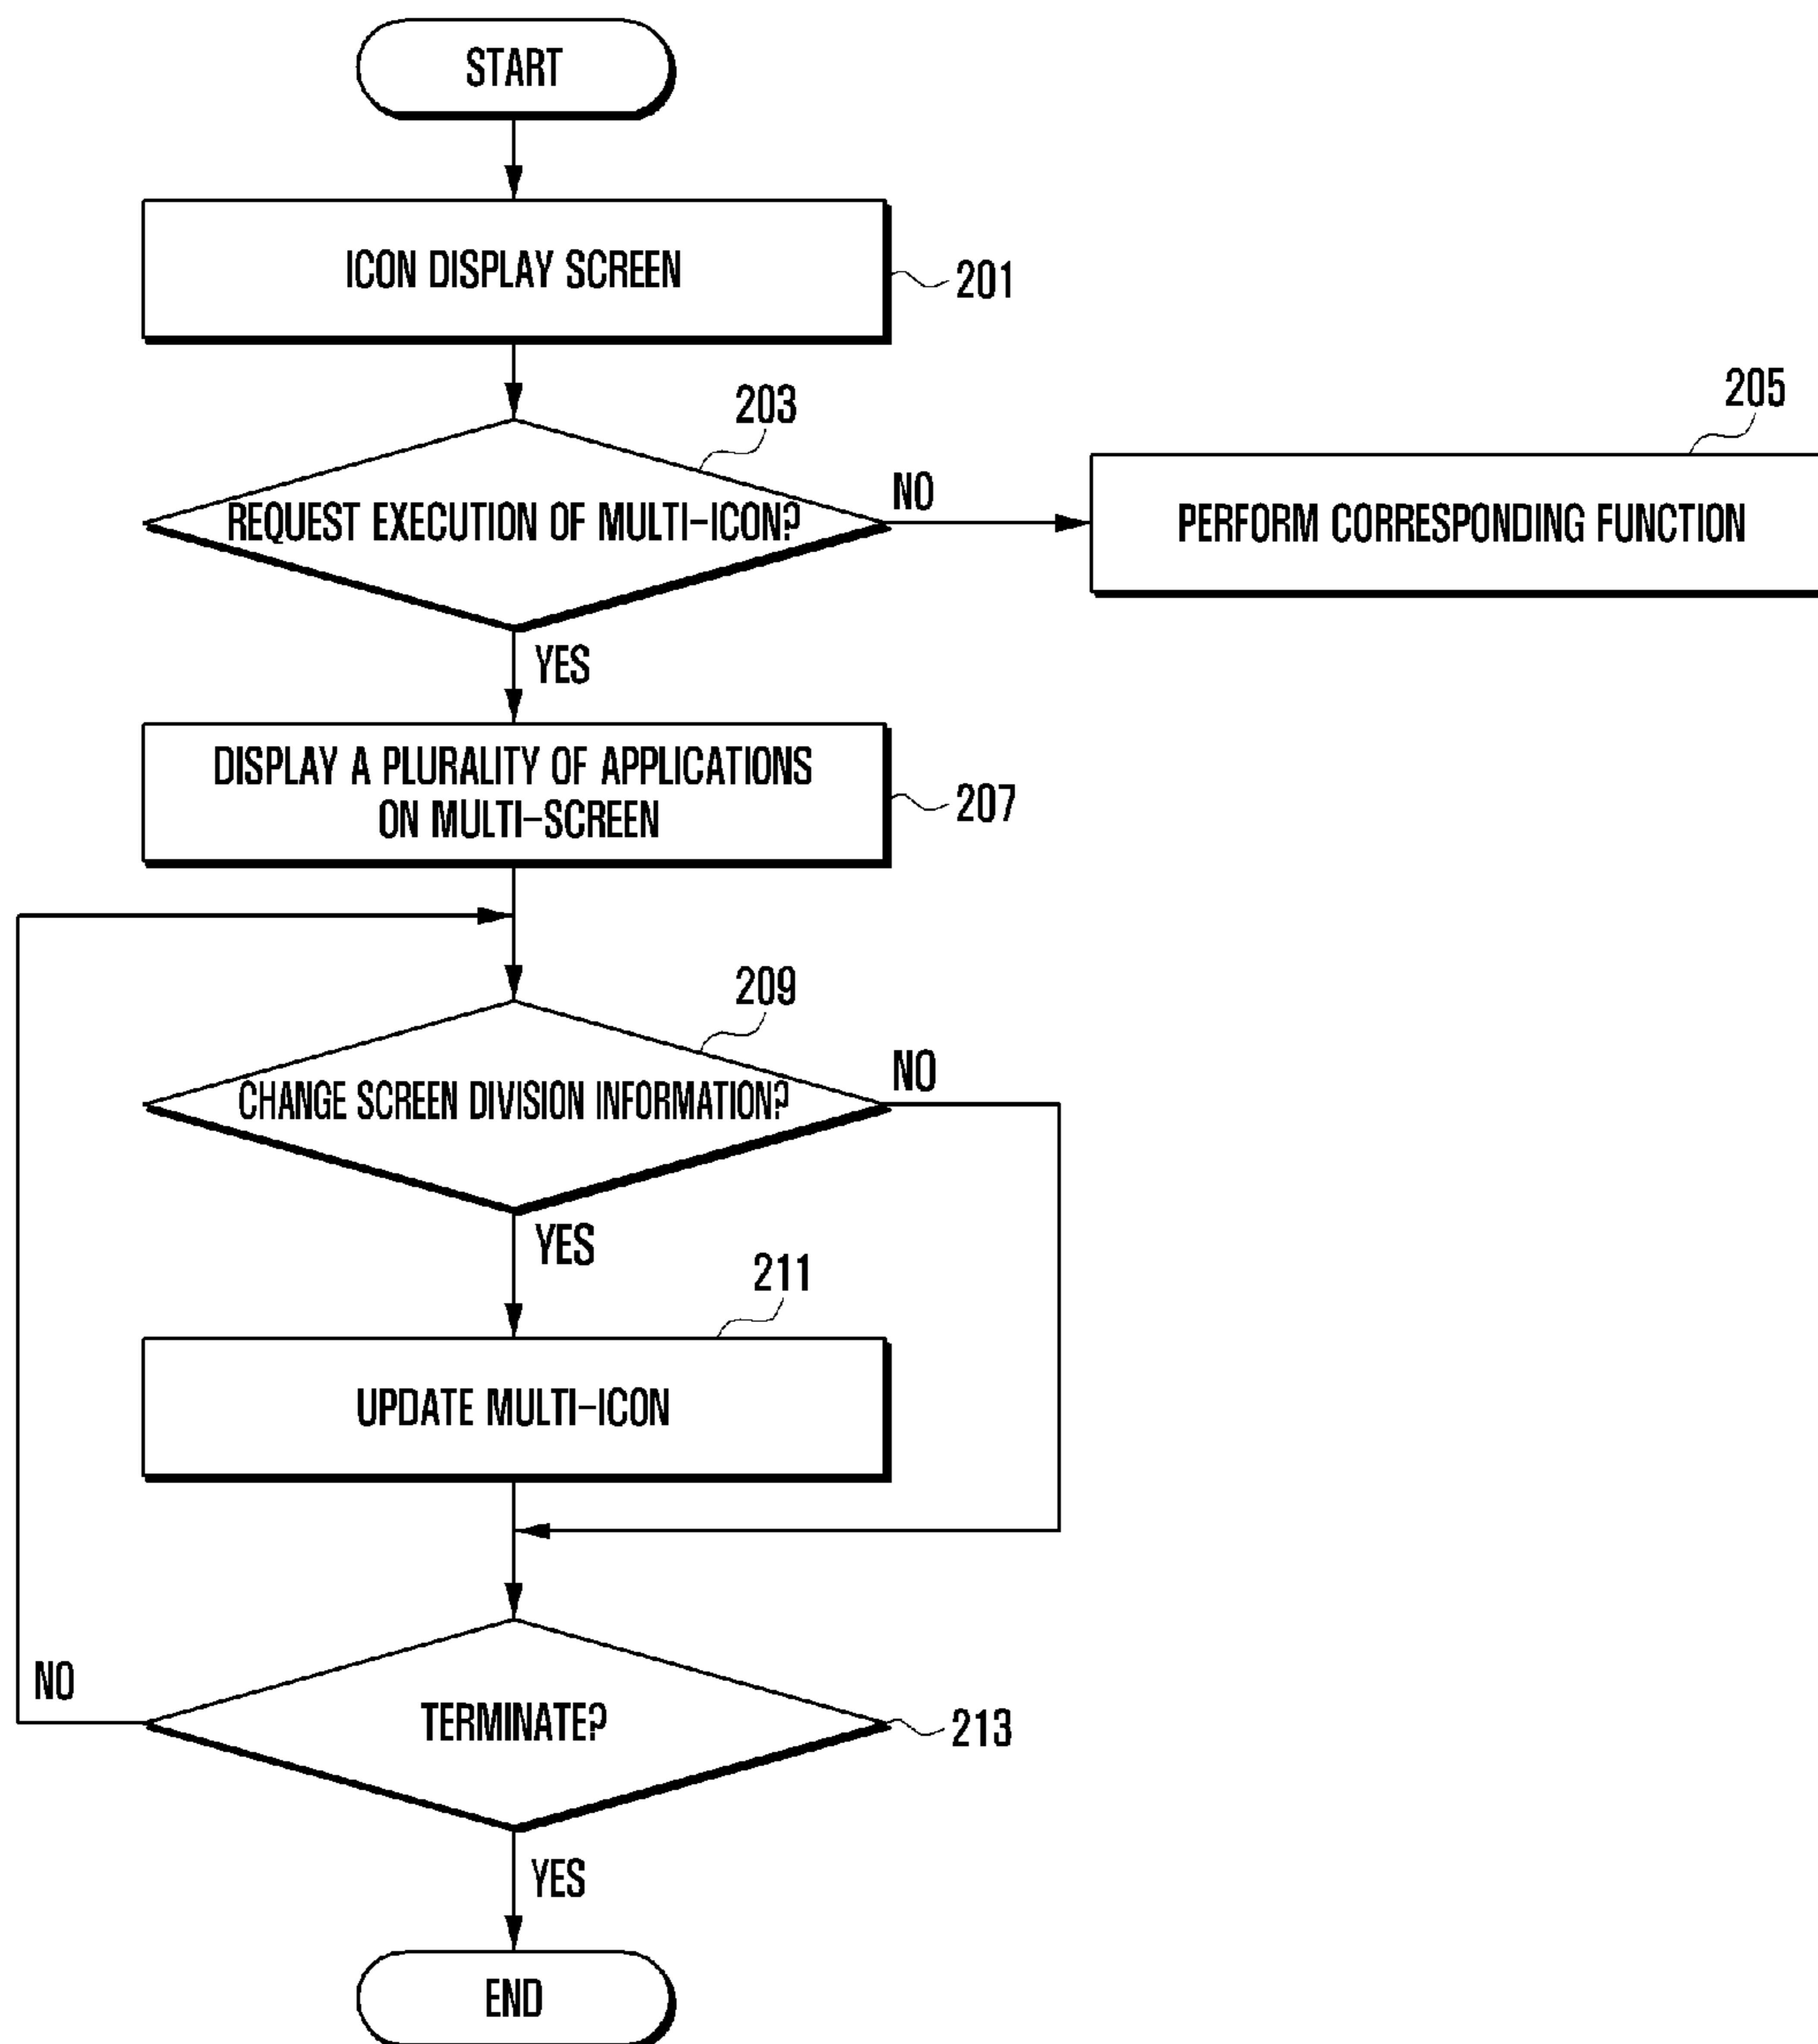 START
ICON DISPLAY SCREEN
201
203
205
REQUEST EXECUTION OF MULTI-ICON?
NO
PERFORM CORRESPONDING FUNCTION
YES
DISPLAY A PLURALITY OF APPLICATIONS
ON MULTI-SCREEN
207
209
CHANGE SCREEN DIVISION INFORMATION?
NO
YES
211
UPDATE MULTI-ICON
NO
TERMINATE?
213
YES
END